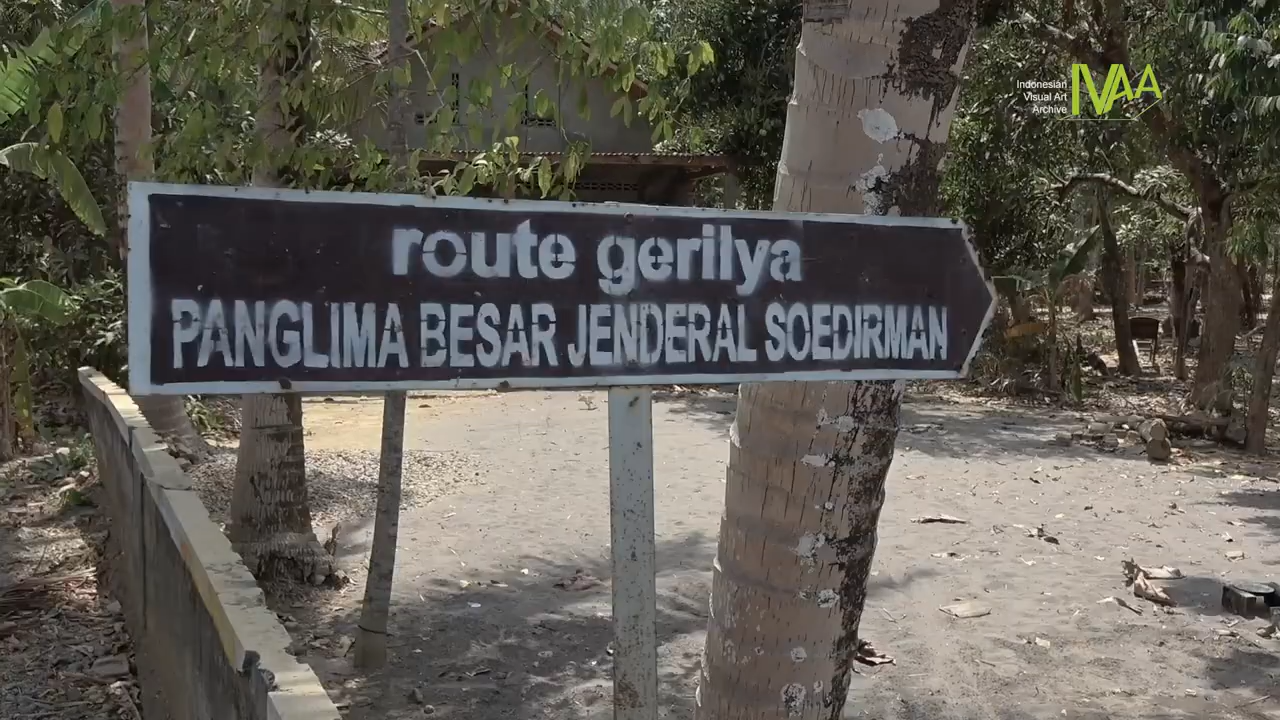 Indonesian
Visual Art
Archive
IVAA
route gerilya
PANGLIMA BESAR JENDERAL SOEDIRMAN